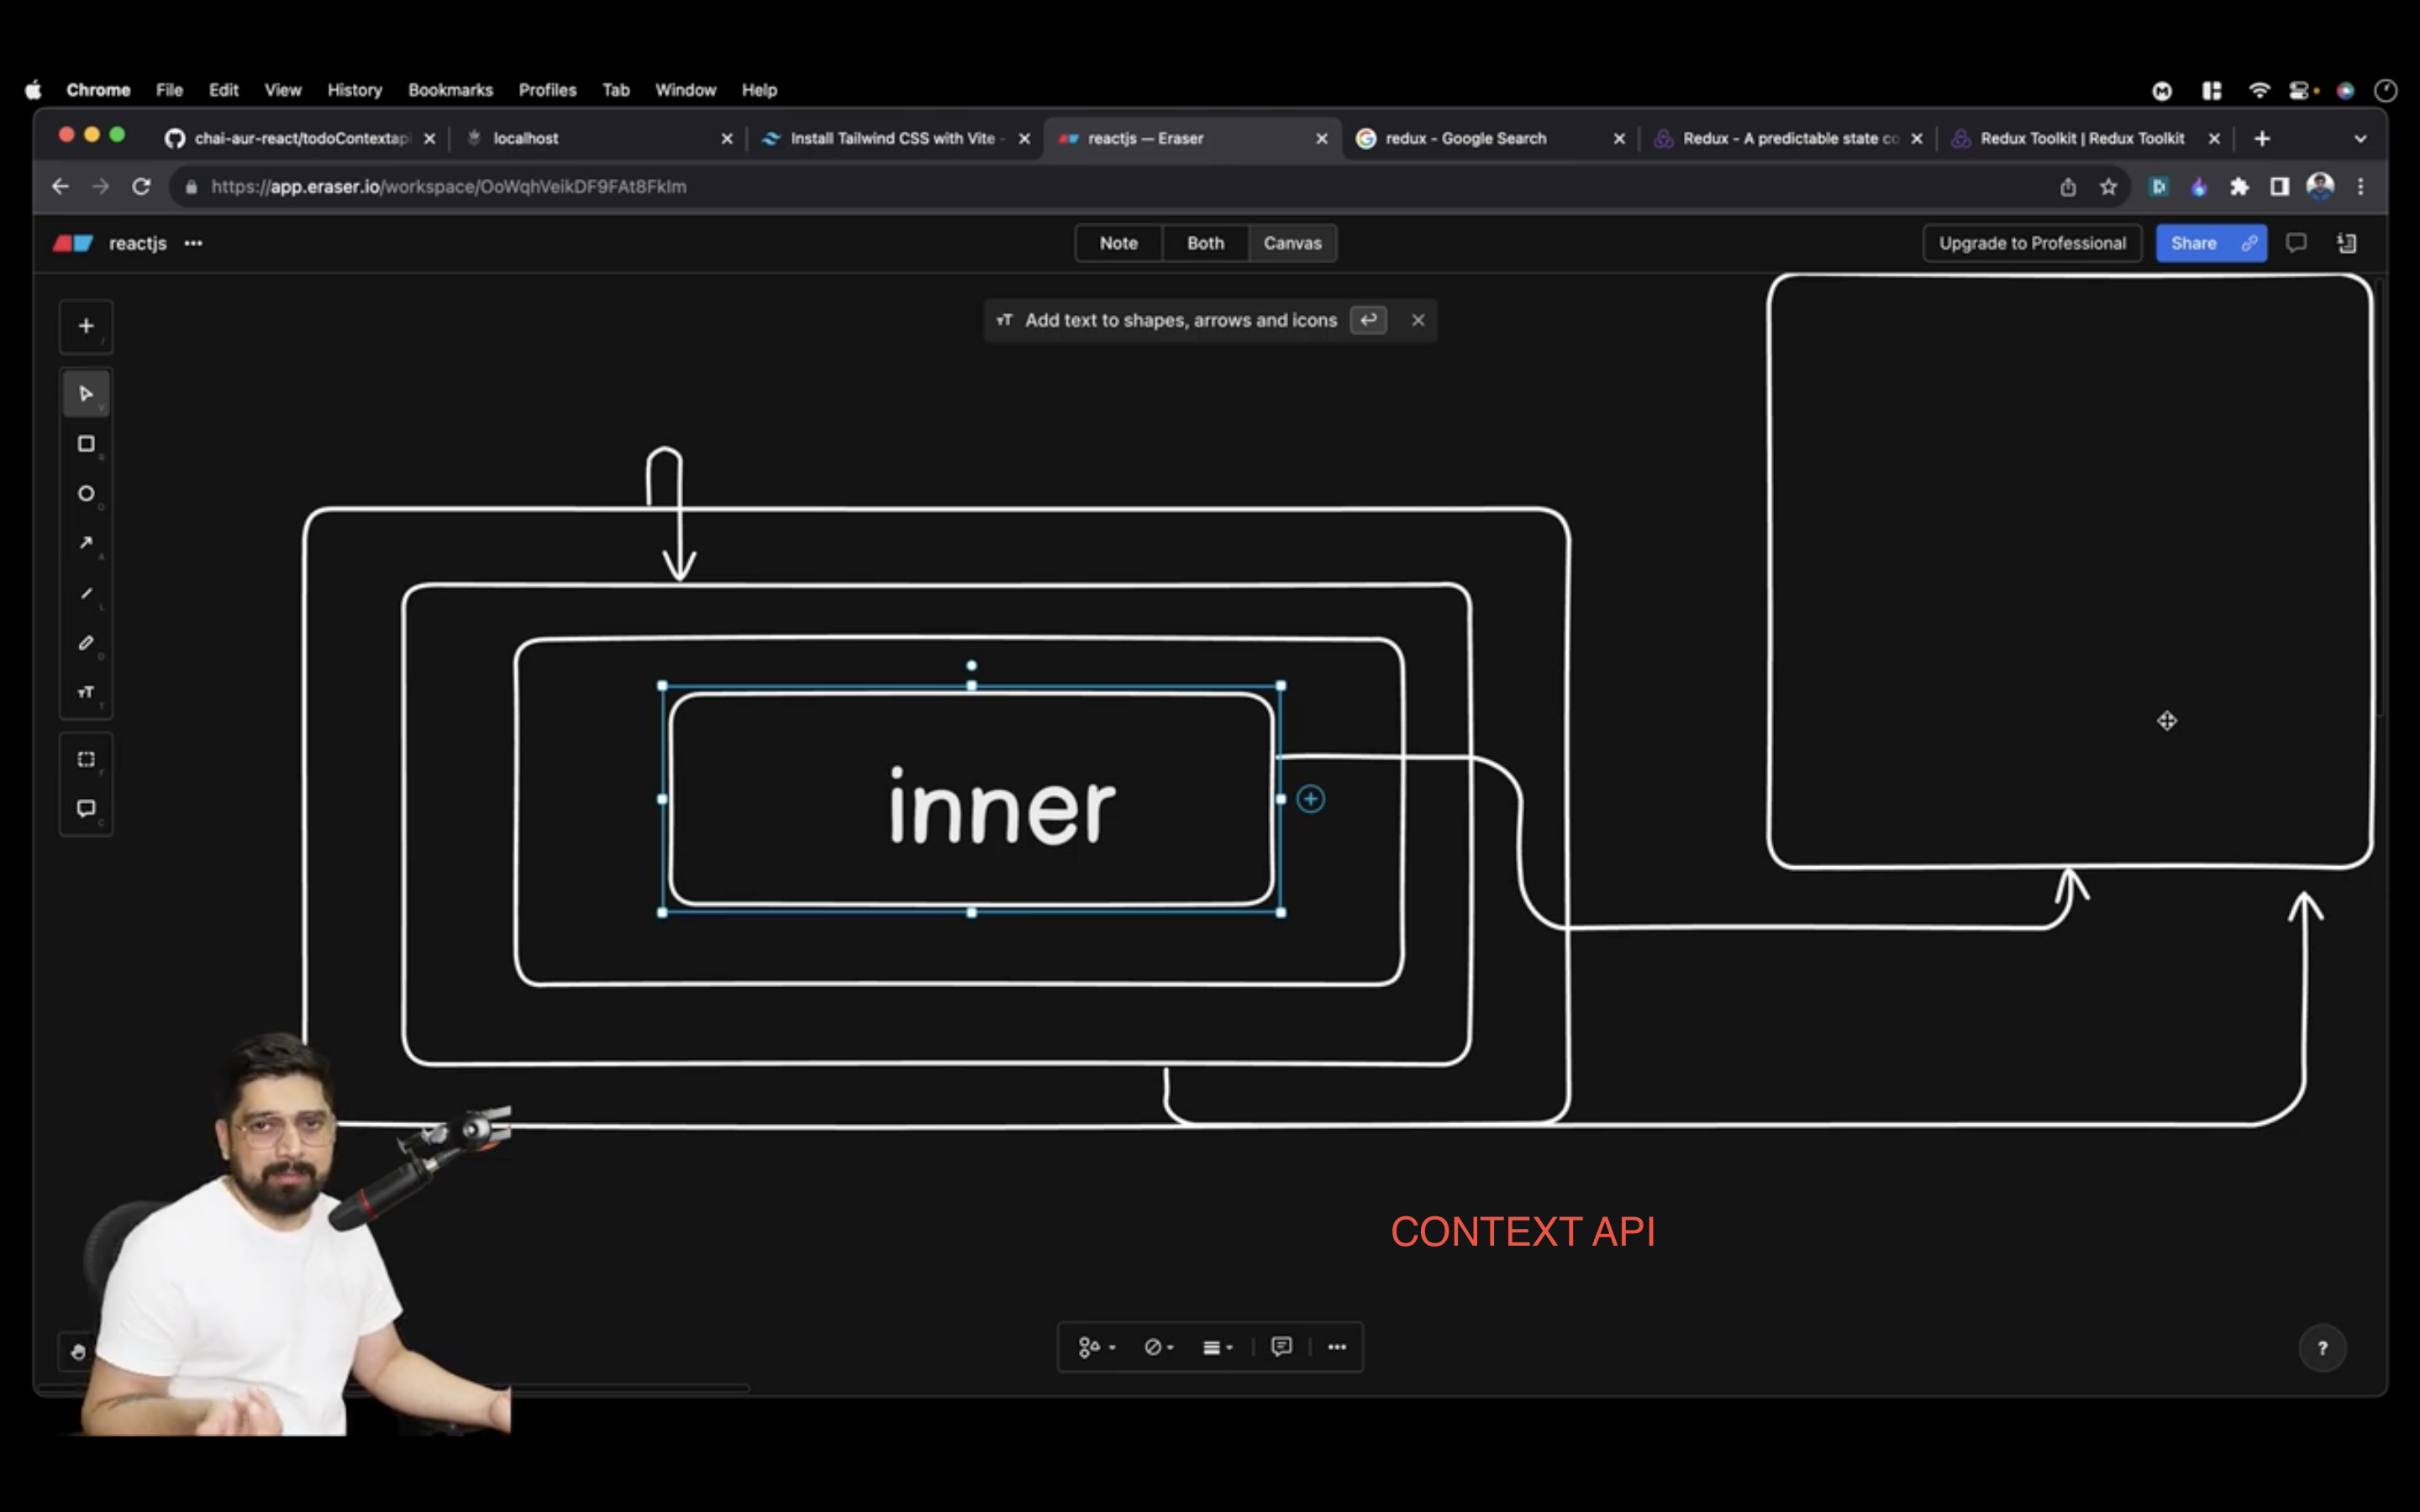 Chrome File Edit View History Bookmarks Profiles Tab Window Help
chai-aur-react/todoContextapi
localhost
Install Tailwind CSS with Vite -
reactjs — Eraser
redux - Google Search
Redux - A predictable state co
Redux Toolkit | Redux Toolkit
https://app.eraser.io/workspace/OoWqhVeikDF9FAt8Fklm
reactjs
Note Both Canvas
Upgrade to Professional
Share
Add text to shapes, arrows and icons
inner
CONTEXT API
?